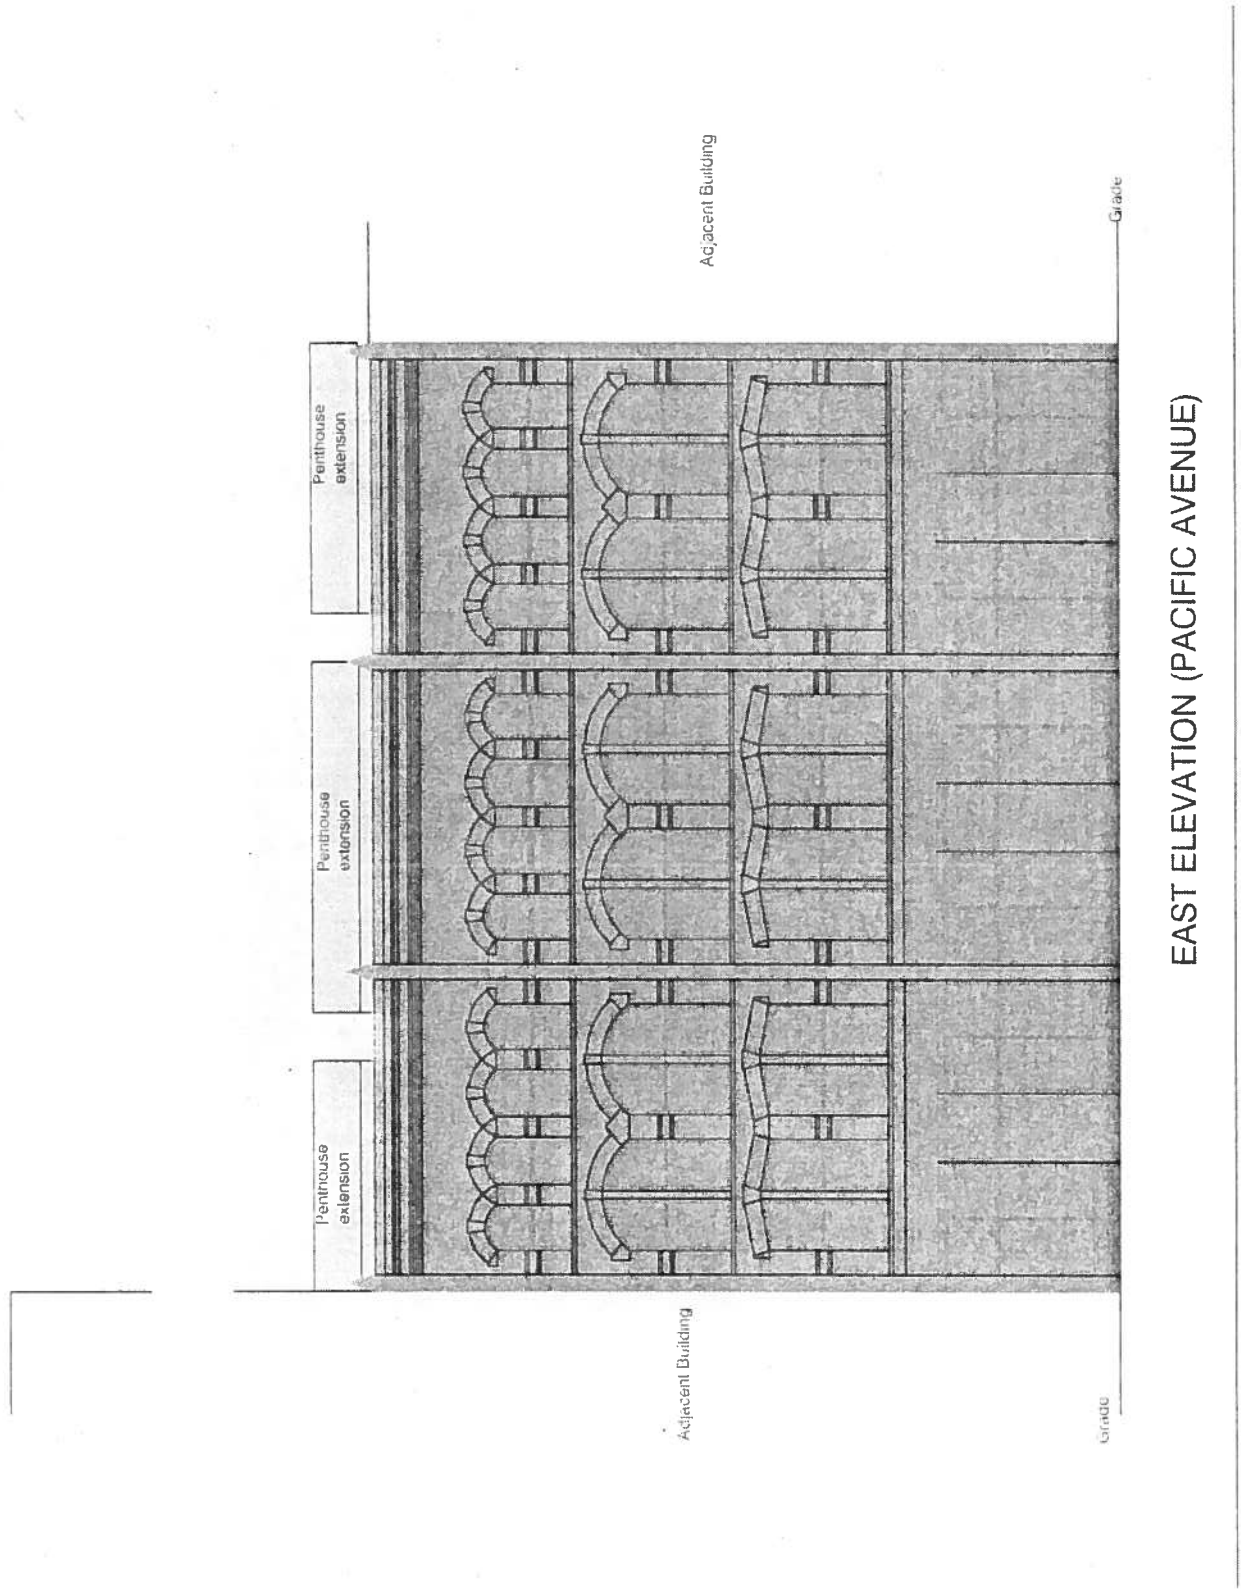 Penthouse
extension
Penthouse
extension
Penthouse
extension
Adjacent Building
Adjacent Building
Grade
Grade
EAST ELEVATION (PACIFIC AVENUE)